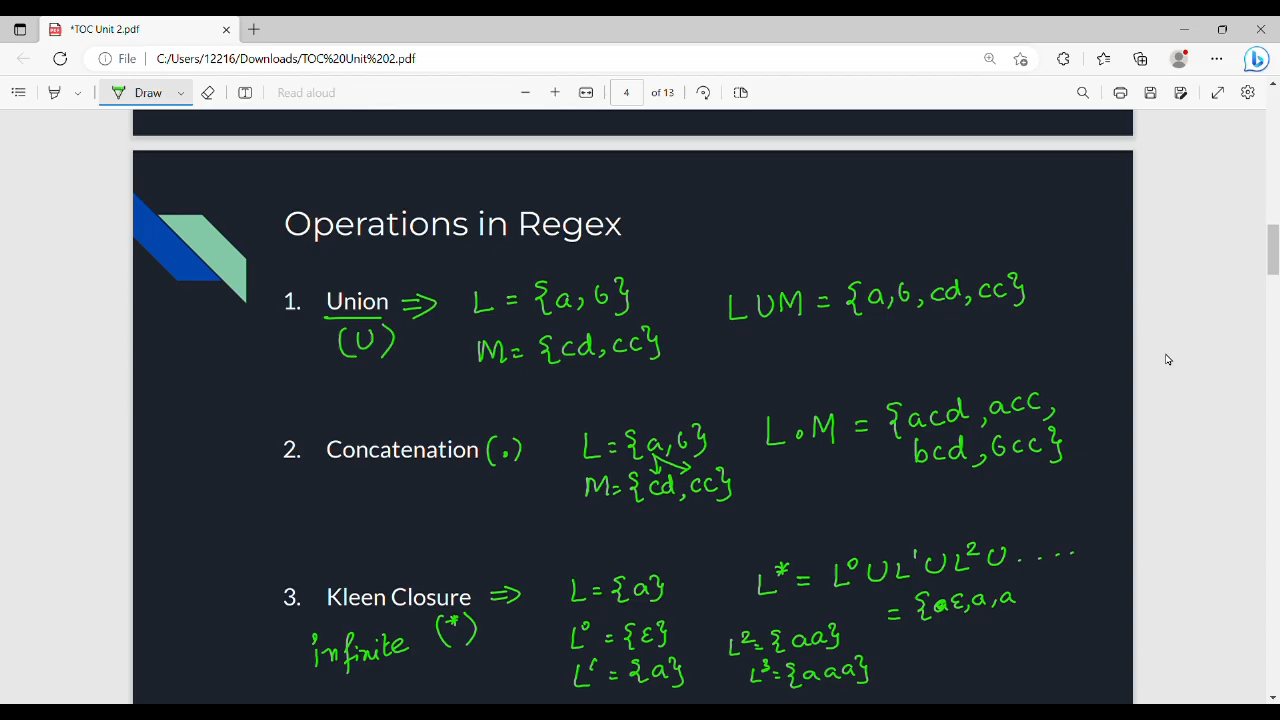 *TOC Unit 2.pdf
File C:/Users/12216/Downloads/TOC%20Unit%202.pdf
Draw Read aloud 4 of 13
Operations in Regex
1. Union ⇒ L = {a, b} L ∪ M = {a, b, cd, cc}
(∪) M = {cd, cc}
2. Concatenation (.) L = {a, b} L . M = {acd, acc,
M = {cd, cc} bcd, bcc}
3. Kleen Closure ⇒ L = {a} L* = L⁰ ∪ L¹ ∪ L² ∪ ....
infinite (*) L⁰ = {ε} L² = {aa} = {ε, a, a
L¹ = {a} L³ = {aaa}